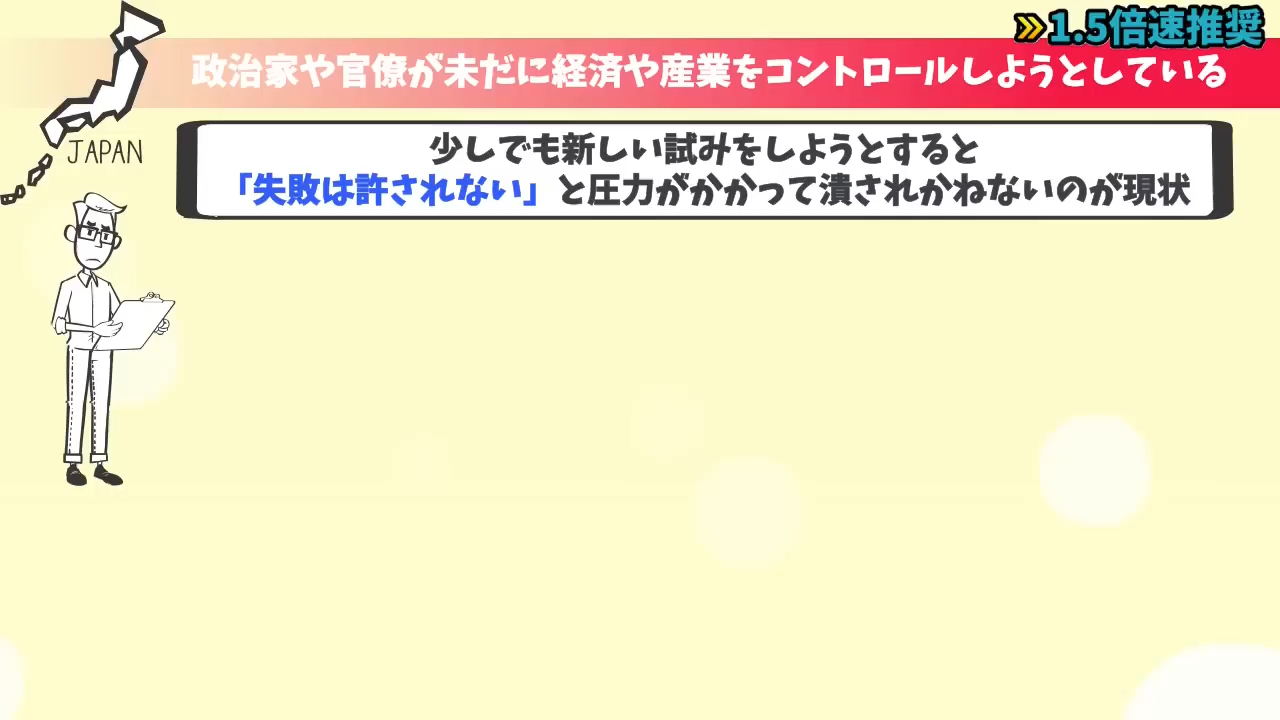 1.5倍速推奨
政治家や官僚が未だに経済や産業をコントロールしようとしている
JAPAN
少しでも新しい試みをしようとすると
「失敗は許されない」と圧力がかかって潰されかねないのが現状